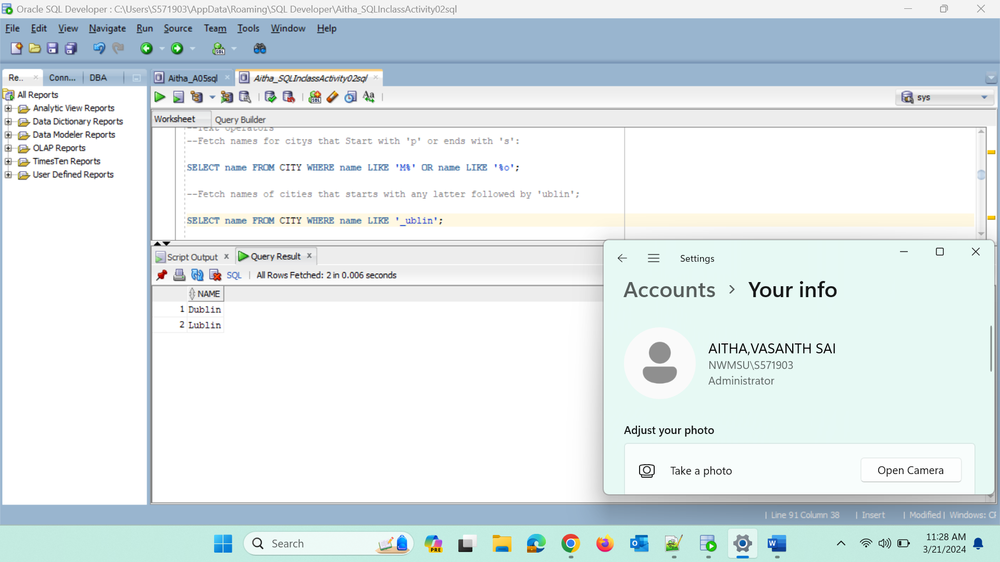 Oracle SQL Developer : C:\Users\S571903\AppData\Roaming\SQL Developer\Aitha_SQLInclassActivity02sql
File Edit View Navigate Run Source Team Tools Window Help
Re.. Conn... DBA
Aitha_A05sql Aitha_SQLInclassActivity02sql
All Reports
Analytic View Reports
Data Dictionary Reports
Data Modeler Reports
OLAP Reports
TimesTen Reports
User Defined Reports
sys
Worksheet Query Builder
--Text operators
--Fetch names for citys that Start with 'p' or ends with 's':
SELECT name FROM CITY WHERE name LIKE 'M%' OR name LIKE '%o';
--Fetch names of cities that starts with any latter followed by 'ublin';
SELECT name FROM CITY WHERE name LIKE '_ublin';
Script Output Query Result
SQL | All Rows Fetched: 2 in 0.006 seconds
NAME
1 Dublin
2 Lublin
Settings
Accounts > Your info
AITHA,VASANTH SAI
NWMSU\S571903
Administrator
Adjust your photo
Take a photo Open Camera
| Line 91 Column 38 | Insert | Modified | Windows: CF
Search
PRE
11:28 AM
3/21/2024